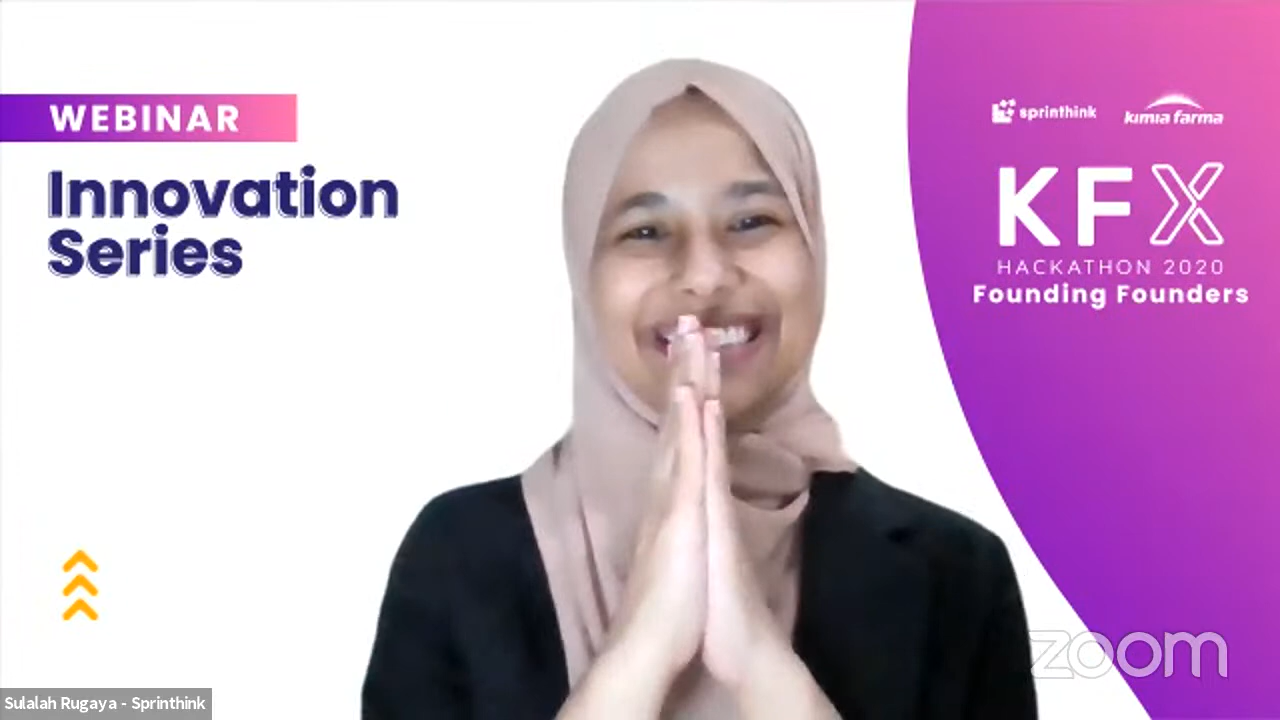 WEBINAR
Innovation
Series
sprinthink
kimia farma
KFX
HACKATHON 2020
Founding Founders
zoom
Sulalah Rugaya - Sprinthink